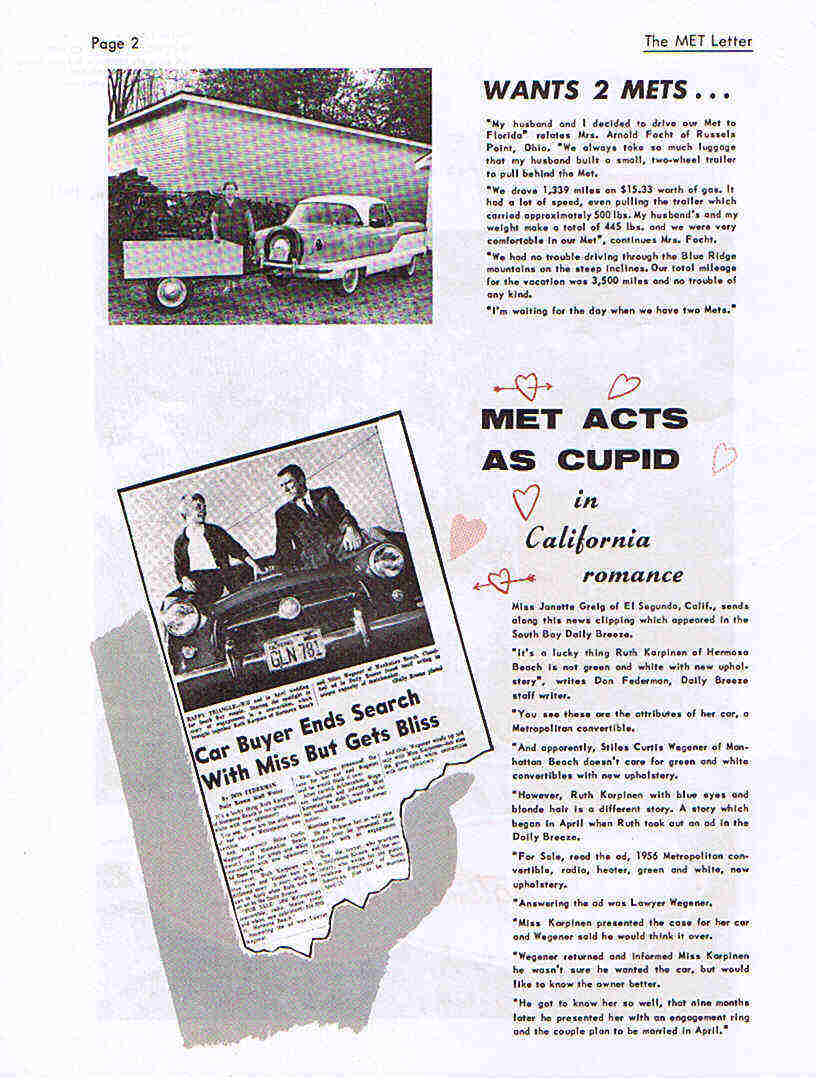 Page 2
The MET Letter
WANTS 2 METS...
"My husband and I decided to drive our Met to
Florida" relates Mrs. Arnold Focht of Russels
Point, Ohio. "We always take so much luggage
that my husband built a small, two-wheel trailer
to pull behind the Met.
"We drove 1,339 miles on $15.33 worth of gas. It
had a lot of speed, even pulling the trailer which
carried approximately 500 lbs. My husband's and my
weight make a total of 445 lbs. and we were very
comfortable in our Met", continues Mrs. Focht.
"We had no trouble driving through the Blue Ridge
mountains on the steep inclines. Our total mileage
for the vacation was 3,500 miles and no trouble of
any kind.
"I'm waiting for the day when we have two Mets."
MET ACTS
AS CUPID
in
California
romance
Miss Janette Greig of El Segundo, Calif., sends
along this news clipping which appeared in the
South Bay Daily Breeze.
"It's a lucky thing Ruth Karpinen of Hermosa
Beach is not green and white with new uphol-
stery", writes Don Federman, Daily Breeze
staff writer.
"You see these are the attributes of her car, a
Metropolitan convertible.
"And apparently, Stiles Curtis Wegener of Man-
hattan Beach doesn't care for green and white
convertibles with new upholstery.
"However, Ruth Karpinen with blue eyes and
blonde hair is a different story. A story which
began in April when Ruth took out an ad in the
Daily Breeze.
"For Sale, read the ad, 1956 Metropolitan con-
vertible, radio, heater, green and white, new
upholstery.
"Answering the ad was Lawyer Wegener.
"Miss Karpinen presented the case for her car
and Wegener said he would think it over.
"Wegener returned and informed Miss Karpinen
he wasn't sure he wanted the car, but would
like to know the owner better.
"He got to know her so well, that nine months
later he presented her with an engagement ring
and the couple plan to be married in April."
GLN 781
Car Buyer Ends Search
With Miss But Gets Bliss
By DON FEDERMAN